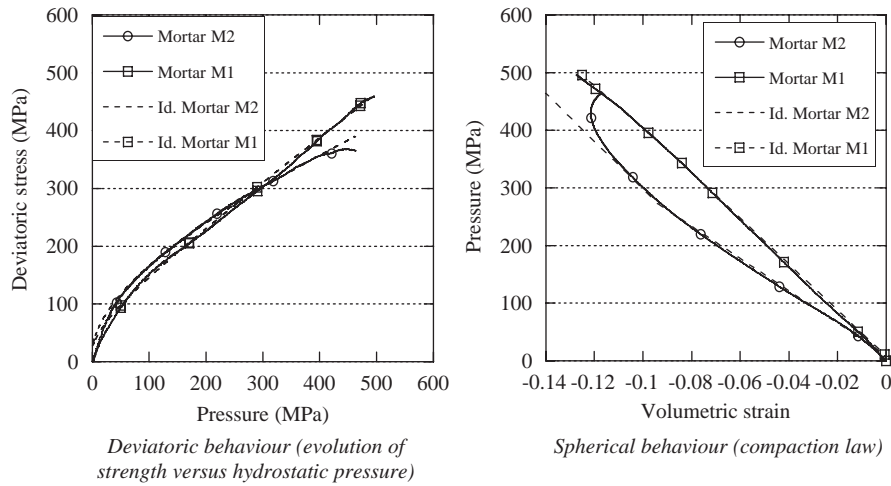 600
500
400
300
200
100
0
Deviatoric stress (MPa)
Mortar M2
Mortar M1
Id. Mortar M2
Id. Mortar M1
0 100 200 300 400 500 600
Pressure (MPa)
Deviatoric behaviour (evolution of
strength versus hydrostatic pressure)
600
500
400
300
200
100
0
Pressure (MPa)
Mortar M2
Mortar M1
Id. Mortar M2
Id. Mortar M1
-0.14 -0.12 -0.1 -0.08 -0.06 -0.04 -0.02 0
Volumetric strain
Spherical behaviour (compaction law)